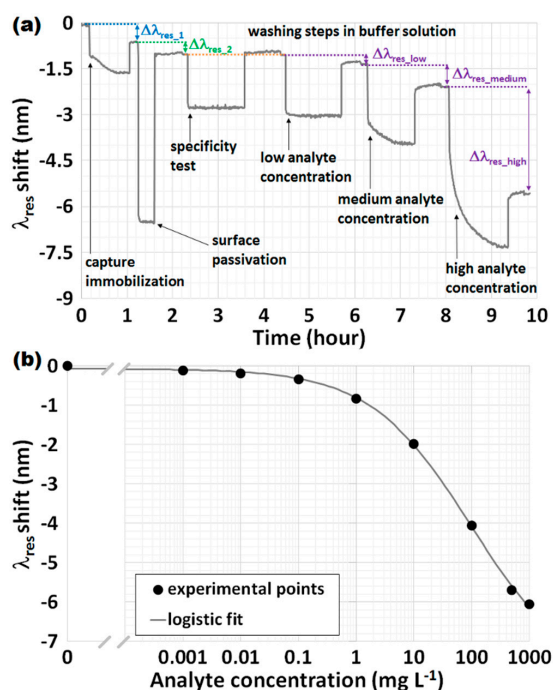 (a)
washing steps in buffer solution
Δλres_1
Δλres_2
Δλres_low
Δλres_medium
Δλres_high
specificity
test
low analyte
concentration
medium analyte
concentration
surface
passivation
capture
immobilization
high analyte
concentration
λres shift (nm)
0
-1.5
-3
-4.5
-6
-7.5
-9
0 1 2 3 4 5 6 7 8 9 10
Time (hour)
(b)
λres shift (nm)
0
-1
-2
-3
-4
-5
-6
-7
experimental points
logistic fit
0 0.001 0.01 0.1 1 10 100 1000
Analyte concentration (mg L-1)